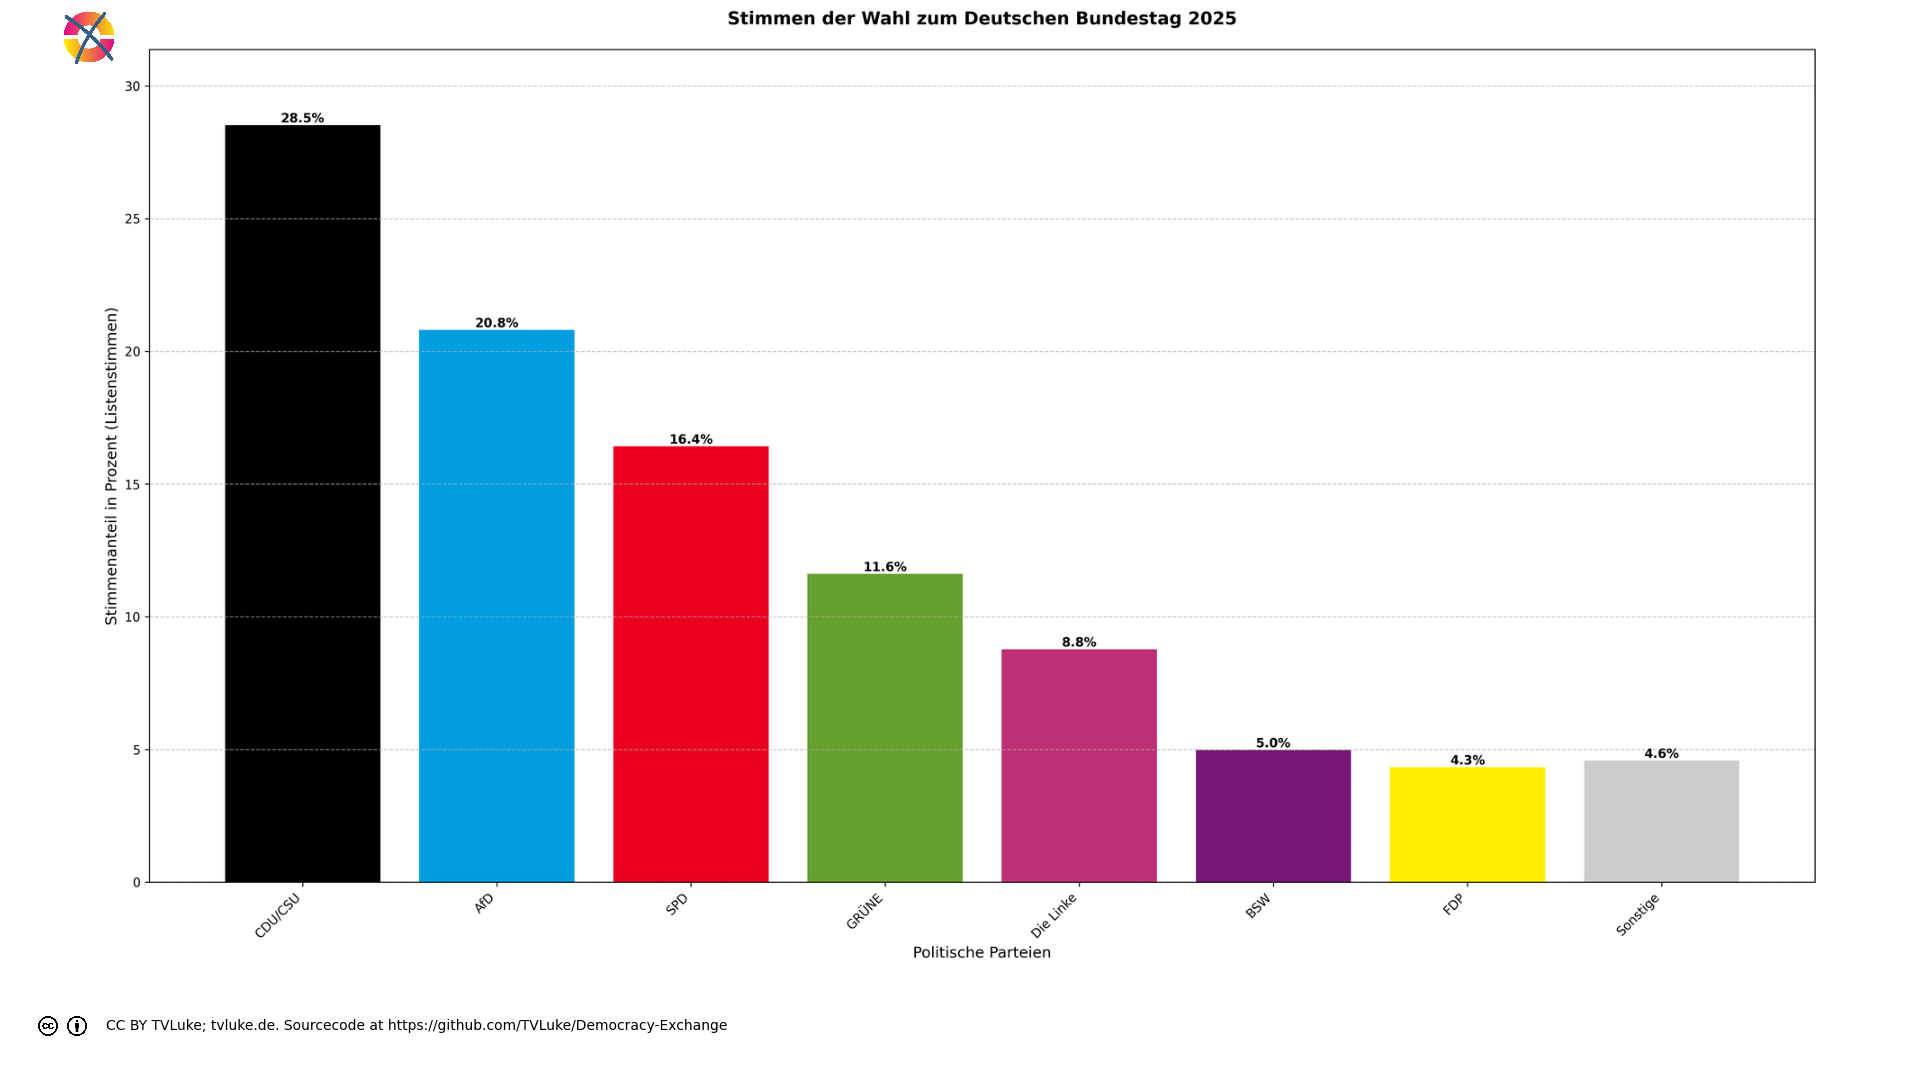 Stimmen der Wahl zum Deutschen Bundestag 2025
Stimmenanteil in Prozent (Listenstimmen)
30
25
20
15
10
5
0
28.5%
20.8%
16.4%
11.6%
8.8%
5.0%
4.3%
4.6%
CDU/CSU
AfD
SPD
GRÜNE
Die Linke
BSW
FDP
Sonstige
Politische Parteien
cc
CC BY TVLuke; tvluke.de. Sourcecode at https://github.com/TVLuke/Democracy-Exchange